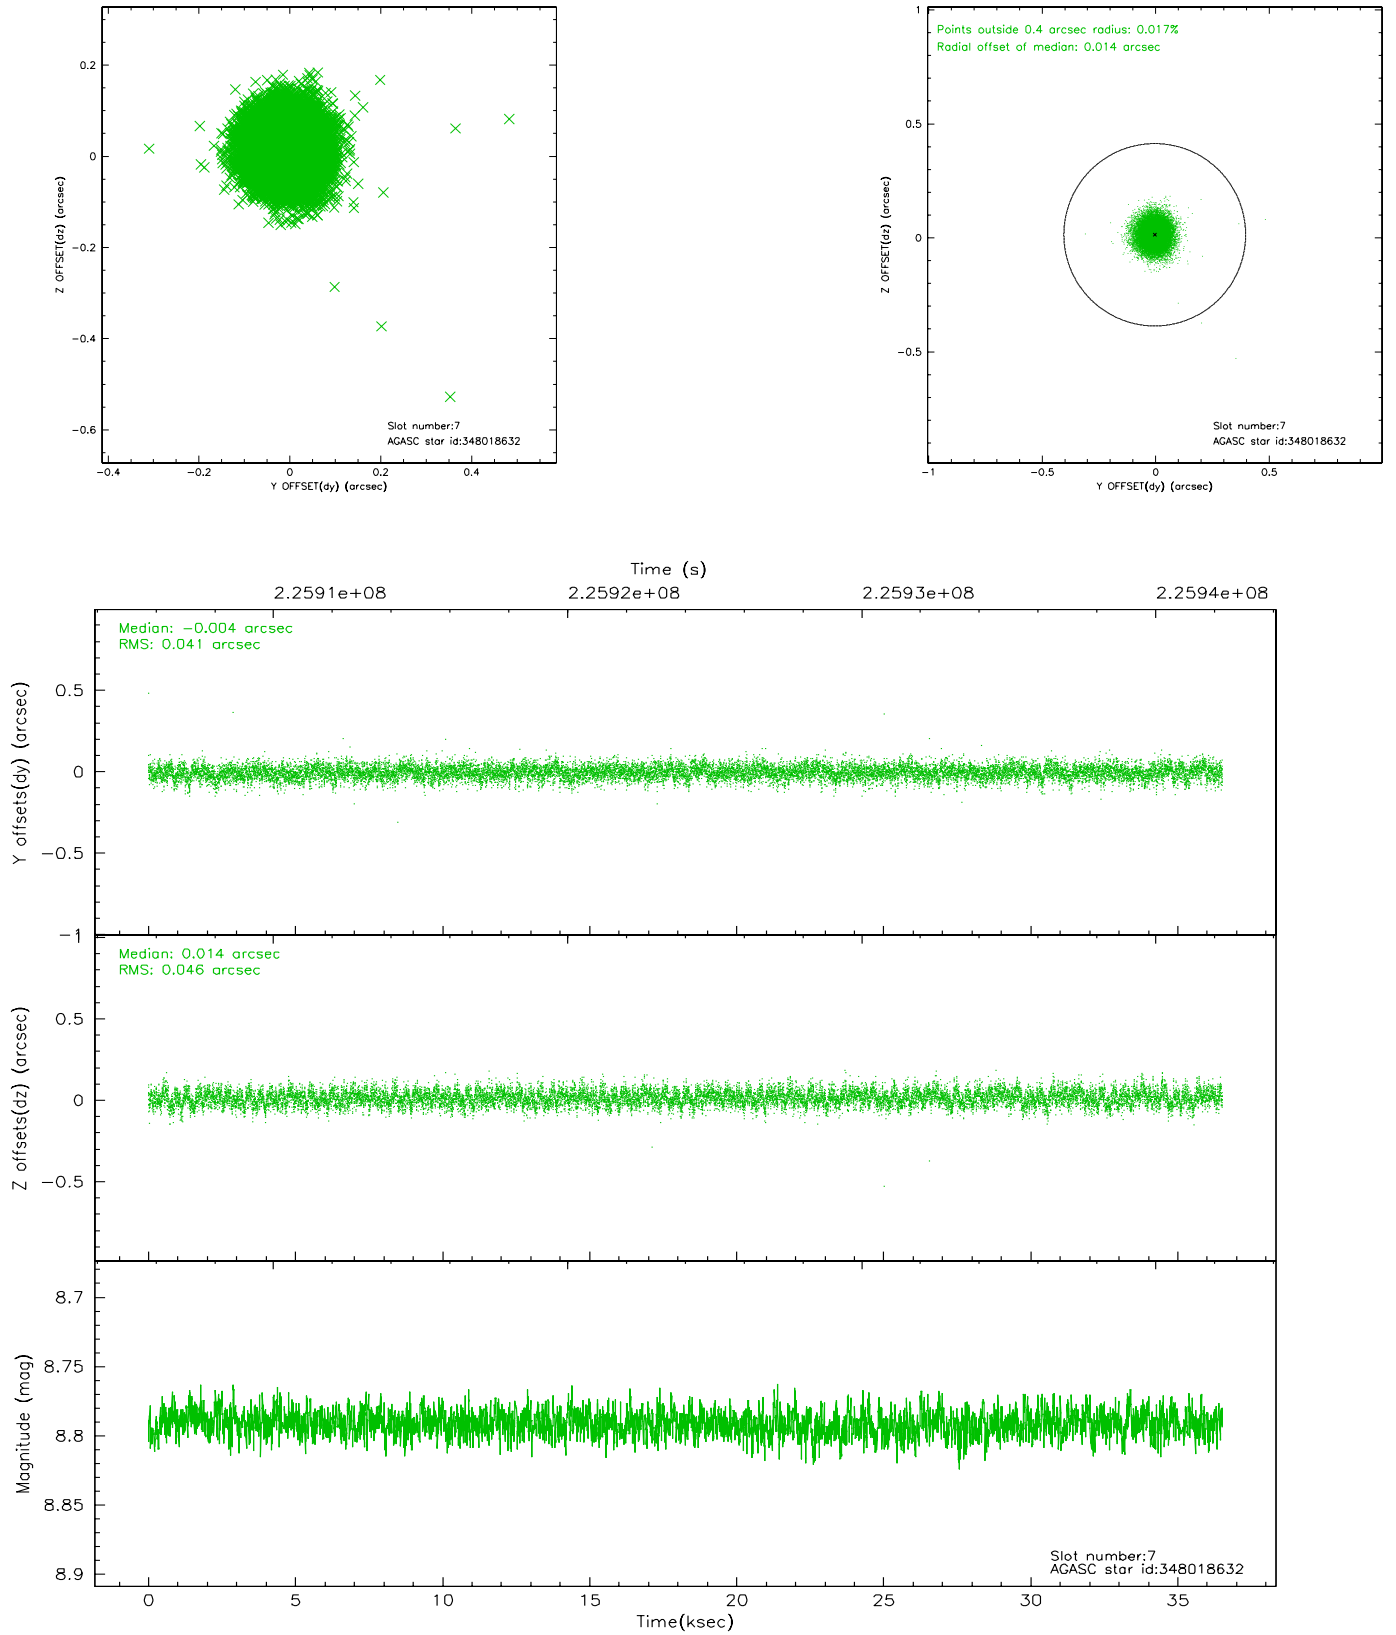 0.2
0
−0.2
−0.4
−0.6
Z OFFSET(dz) (arcsec)
Slot number:7
AGASC star id:348018632
−0.4
−0.2
0
0.2
0.4
Y OFFSET(dy) (arcsec)
Points outside 0.4 arcsec radius: 0.017%
Radial offset of median: 0.014 arcsec
1
0.5
0
−0.5
Z OFFSET(dz) (arcsec)
Slot number:7
AGASC star id:348018632
−1
−0.5
0
0.5
Y OFFSET(dy) (arcsec)
Time (s)
2.2591e+08
2.2592e+08
2.2593e+08
2.2594e+08
Median: −0.004 arcsec
RMS: 0.041 arcsec
0.5
0
−0.5
−1
Y offsets(dy) (arcsec)
Median: 0.014 arcsec
RMS: 0.046 arcsec
1
0.5
0
−0.5
Z offsets(dz) (arcsec)
8.7
8.75
8.8
8.85
8.9
Magnitude (mag)
Slot number:7
AGASC star id:348018632
0
5
10
15
20
25
30
35
Time(ksec)